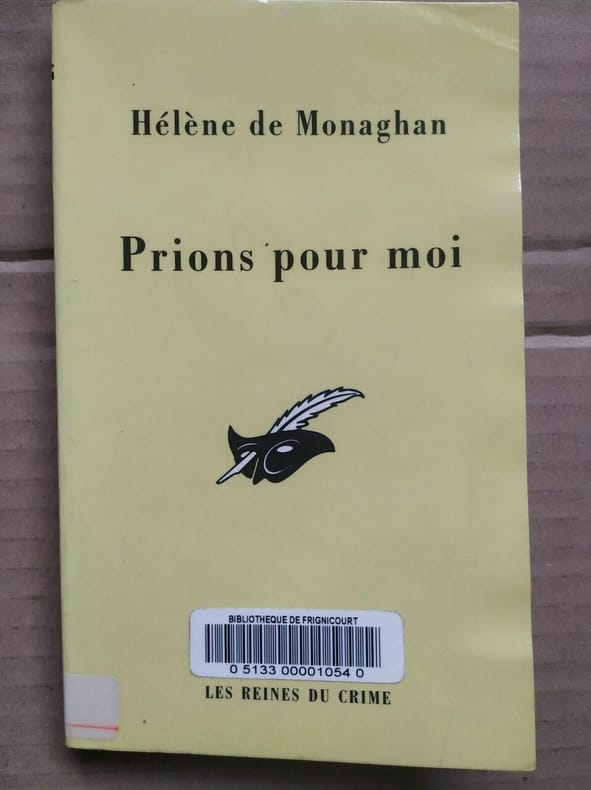 Hélène de Monaghan
Prions pour moi
BIBLIOTHEQUE DE FRIGNICOURT
0 5133 00001054 0
LES REINES DU CRIME